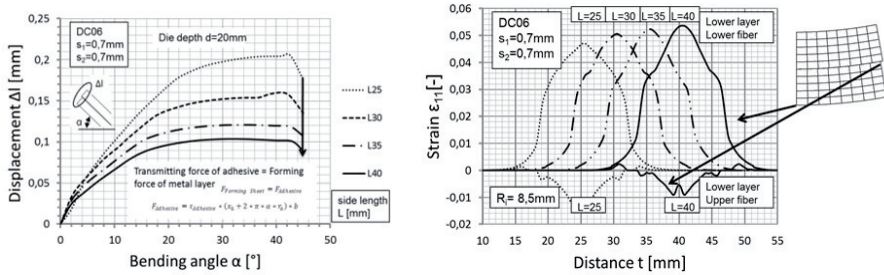 DC06
s₁=0,7mm
s₂=0,7mm
Die depth d=20mm
Δl
α
Transmitting force of adhesive = Forming
force of metal layer
L25
L30
L35
L40
side length
L [mm]
0,25
0,2
0,15
0,1
0,05
0
Displacement Δl [mm]
0 10 20 30 40 50
Bending angle α [°]
L=25 L=30 L=35 L=40
DC06
s₁=0,7mm
s₂=0,7mm
Lower layer
Lower fiber
Lower layer
Upper fiber
Rᵢ= 8,5mm
L=25 L=30 L=40
0,06
0,05
0,04
0,03
0,02
0,01
0
-0,01
-0,02
Strain ε₁₁[-]
10 15 20 25 30 35 40 45 50 55
Distance t [mm]